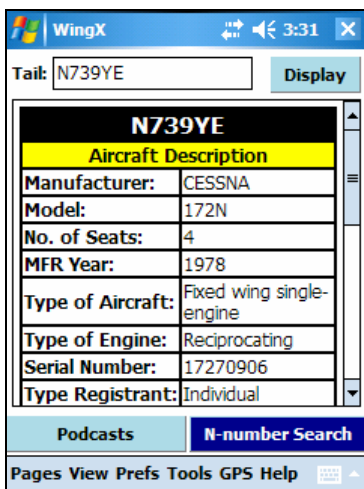 WingX 3:31
Tail: N739YE Display
N739YE
Aircraft Description
Manufacturer: CESSNA
Model: 172N
No. of Seats: 4
MFR Year: 1978
Type of Aircraft: Fixed wing single-
engine
Type of Engine: Reciprocating
Serial Number: 17270906
Type Registrant: Individual
Podcasts N-number Search
Pages View Prefs Tools GPS Help